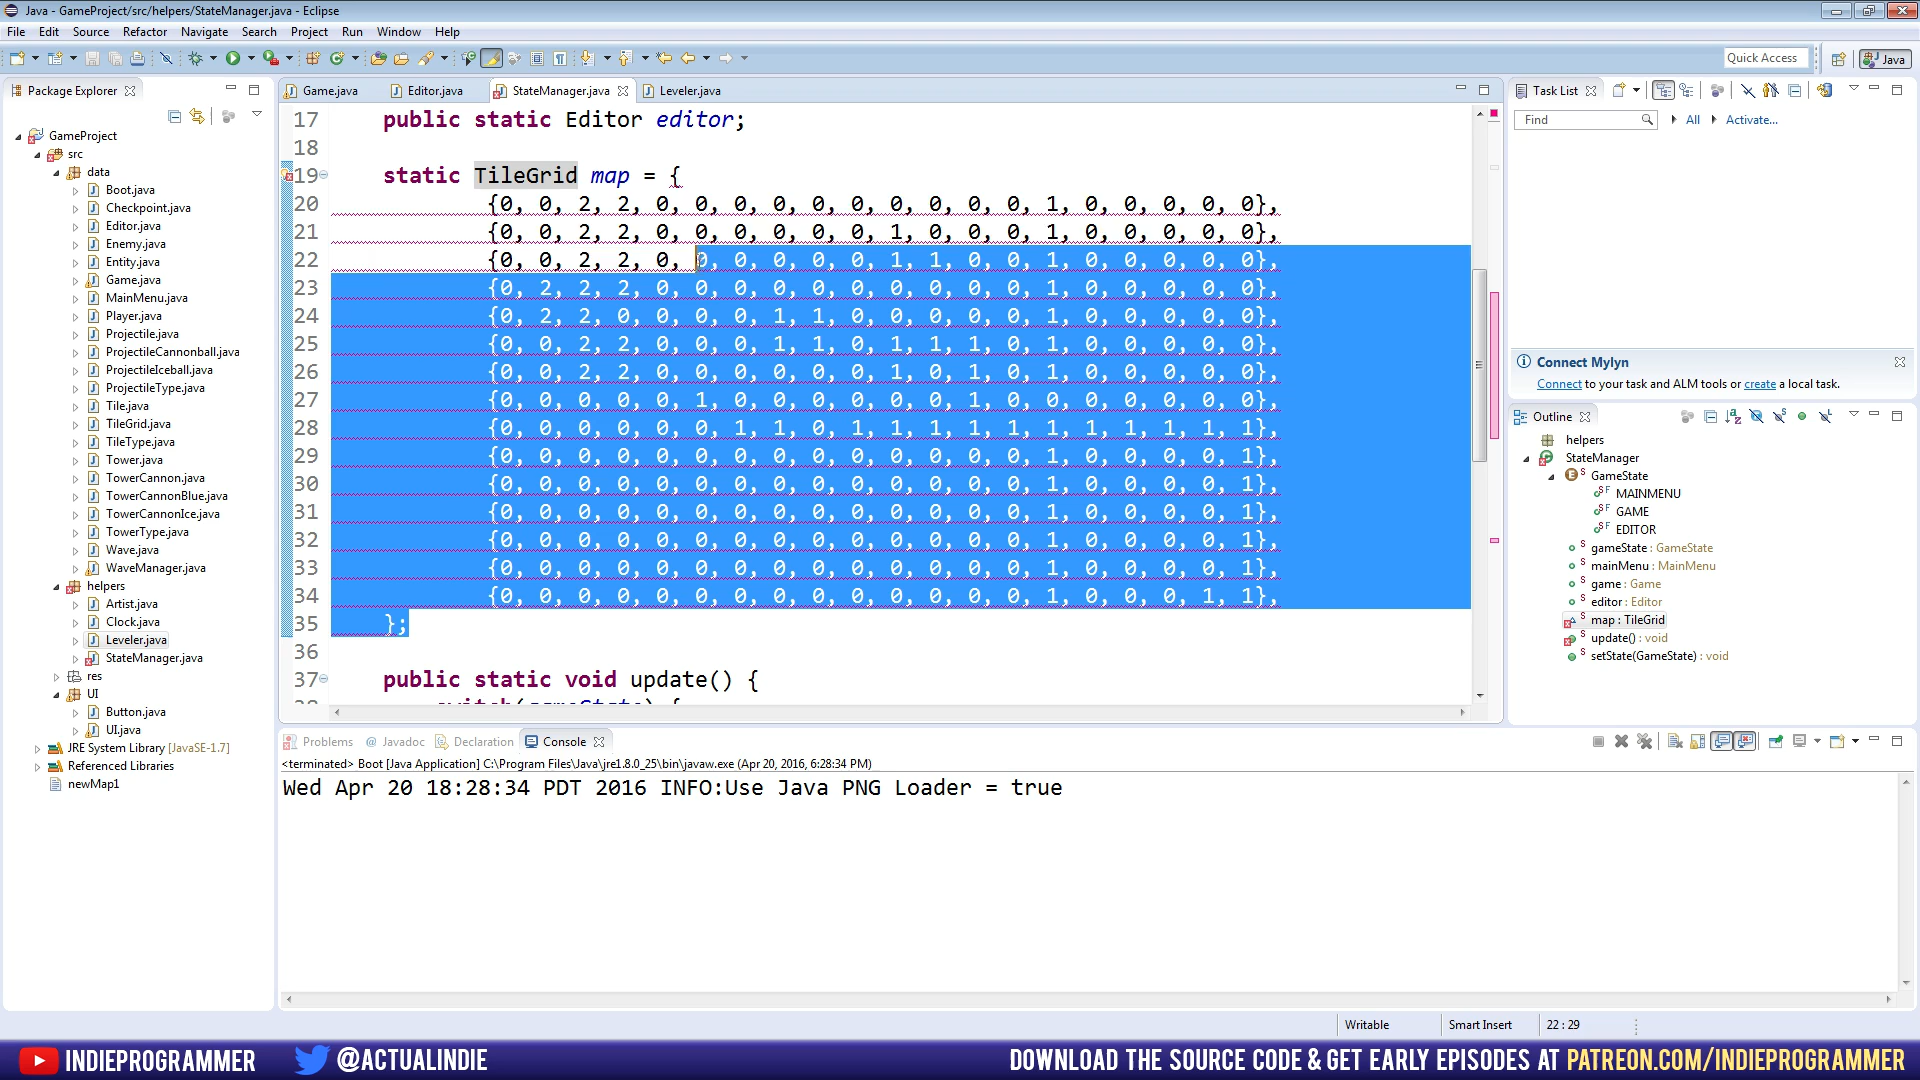 Java - GameProject/src/helpers/StateManager.java - Eclipse
File Edit Source Refactor Navigate Search Project Run Window Help
Quick Access
Java
Package Explorer
GameProject
src
data
Boot.java
Checkpoint.java
Editor.java
Enemy.java
Entity.java
Game.java
MainMenu.java
Player.java
Projectile.java
ProjectileCannonball.java
ProjectileIceball.java
ProjectileType.java
Tile.java
TileGrid.java
TileType.java
Tower.java
TowerCannon.java
TowerCannonBlue.java
TowerCannonIce.java
TowerType.java
Wave.java
WaveManager.java
helpers
Artist.java
Clock.java
Leveler.java
StateManager.java
res
UI
Button.java
UI.java
JRE System Library [JavaSE-1.7]
Referenced Libraries
newMap1
Game.java Editor.java StateManager.java Leveler.java
17 public static Editor editor;
18
19 static TileGrid map = {
20 {0, 0, 2, 2, 0, 0, 0, 0, 0, 0, 0, 0, 0, 0, 1, 0, 0, 0, 0, 0},
21 {0, 0, 2, 2, 0, 0, 0, 0, 0, 0, 1, 0, 0, 0, 1, 0, 0, 0, 0, 0},
22 {0, 0, 2, 2, 0, 0, 0, 0, 0, 0, 1, 1, 0, 0, 1, 0, 0, 0, 0, 0},
23 {0, 2, 2, 2, 0, 0, 0, 0, 0, 0, 0, 0, 0, 0, 1, 0, 0, 0, 0, 0},
24 {0, 2, 2, 0, 0, 0, 0, 1, 1, 0, 0, 0, 0, 0, 1, 0, 0, 0, 0, 0},
25 {0, 0, 2, 2, 0, 0, 0, 1, 1, 0, 1, 1, 1, 0, 1, 0, 0, 0, 0, 0},
26 {0, 0, 2, 2, 0, 0, 0, 0, 0, 0, 1, 0, 1, 0, 1, 0, 0, 0, 0, 0},
27 {0, 0, 0, 0, 0, 1, 0, 0, 0, 0, 0, 0, 1, 0, 0, 0, 0, 0, 0, 0},
28 {0, 0, 0, 0, 0, 0, 1, 1, 0, 1, 1, 1, 1, 1, 1, 1, 1, 1, 1, 1},
29 {0, 0, 0, 0, 0, 0, 0, 0, 0, 0, 0, 0, 0, 0, 1, 0, 0, 0, 0, 1},
30 {0, 0, 0, 0, 0, 0, 0, 0, 0, 0, 0, 0, 0, 0, 1, 0, 0, 0, 0, 1},
31 {0, 0, 0, 0, 0, 0, 0, 0, 0, 0, 0, 0, 0, 0, 1, 0, 0, 0, 0, 1},
32 {0, 0, 0, 0, 0, 0, 0, 0, 0, 0, 0, 0, 0, 0, 1, 0, 0, 0, 0, 1},
33 {0, 0, 0, 0, 0, 0, 0, 0, 0, 0, 0, 0, 0, 0, 1, 0, 0, 0, 0, 1},
34 {0, 0, 0, 0, 0, 0, 0, 0, 0, 0, 0, 0, 0, 0, 1, 0, 0, 0, 1, 1},
35 };
36
37 public static void update() {
Task List
Find All Activate...
Connect Mylyn
Connect to your task and ALM tools or create a local task.
Outline
helpers
StateManager
GameState
MAINMENU
GAME
EDITOR
gameState : GameState
mainMenu : MainMenu
game : Game
editor : Editor
map : TileGrid
update() : void
setState(GameState) : void
Problems @ Javadoc Declaration Console
<terminated> Boot [Java Application] C:\Program Files\Java\jre1.8.0_25\bin\javaw.exe (Apr 20, 2016, 6:28:34 PM)
Wed Apr 20 18:28:34 PDT 2016 INFO:Use Java PNG Loader = true
Writable Smart Insert 22 : 29
INDIEPROGRAMMER @ACTUALINDIE DOWNLOAD THE SOURCE CODE & GET EARLY EPISODES AT PATREON.COM/INDIEPROGRAMMER